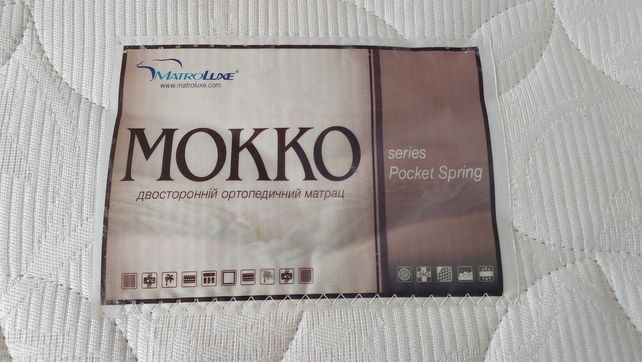 MATROLUXE®
www.matroluxe.com
МОККО
двосторонній ортопедичний матрац
series
Pocket Spring